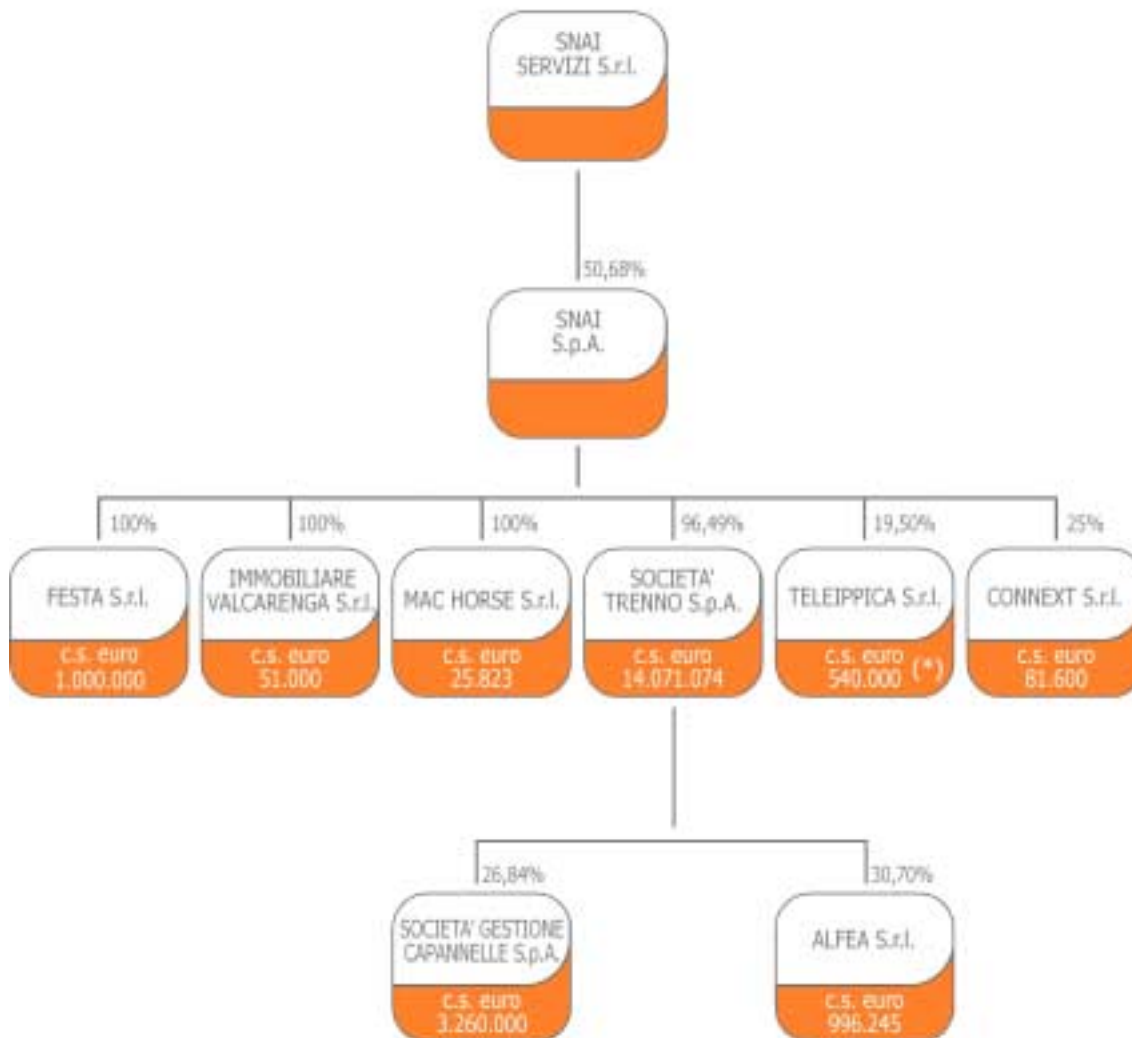 SNAI
SERVIZI S.r.l.
50,68%
SNAI
S.p.A.
100%
100%
100%
96,49%
19,50%
25%
FESTA S.r.l.
IMMOBILIARE
VALCARENGA S.r.l.
MAC HORSE S.r.l.
SOCIETA'
TRENNO S.p.A.
TELEIPPICA S.r.l.
CONNEXT S.r.l.
c.s. euro
1.000.000
c.s. euro
51.000
c.s. euro
25.823
c.s. euro
14.071.074
c.s. euro
540.000 (*)
c.s. euro
81.600
26,84%
30,70%
SOCIETA' GESTIONE
CAPANNELLE S.p.A.
ALFEA S.r.l.
c.s. euro
3.260.000
c.s. euro
996.245